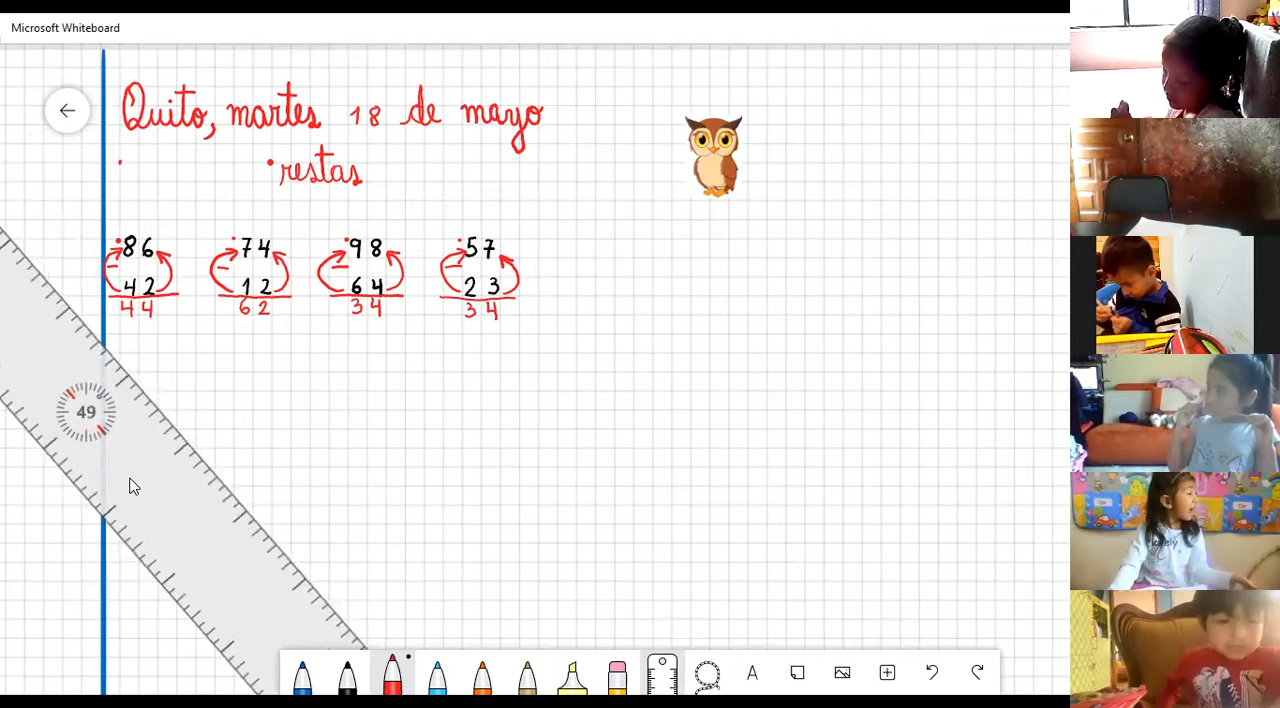 Microsoft Whiteboard
Quito, martes 18 de mayo
restas
86 74 98 57
- - - -
42 12 64 23
44 62 34 34
49
A